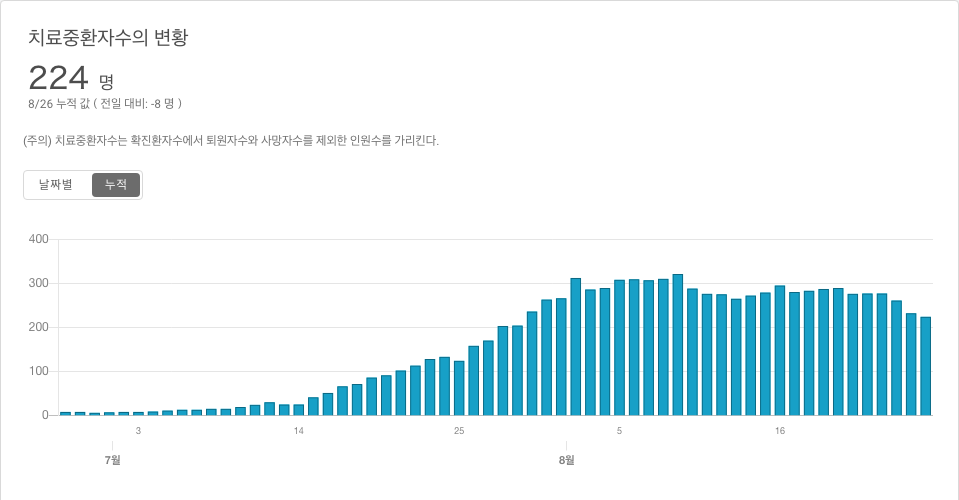 치료중환자수의 변황
224 명
8/26 누적 값 ( 전일 대비: -8 명 )
(주의) 치료중환자수는 확진환자수에서 퇴원자수와 사망자수를 제외한 인원수를 가리킨다.
날짜별 누적
400
300
200
100
0
3 14 25 5 16
7월 8월